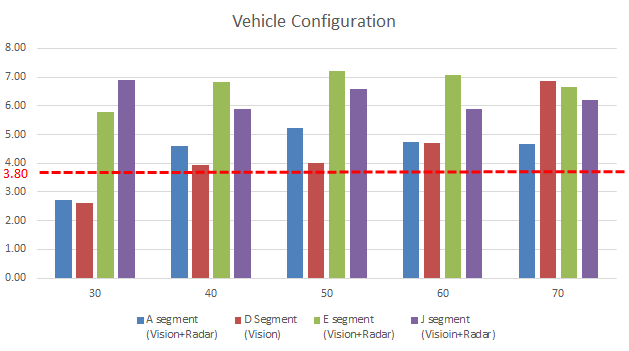 Vehicle Configuration
8.00
7.00
6.00
5.00
4.00
3.80
3.00
2.00
1.00
0.00
30 40 50 60 70
A segment D Segment E segment J segment
(Vision+Radar) (Vision) (Vision+Radar) (Visioin+Radar)